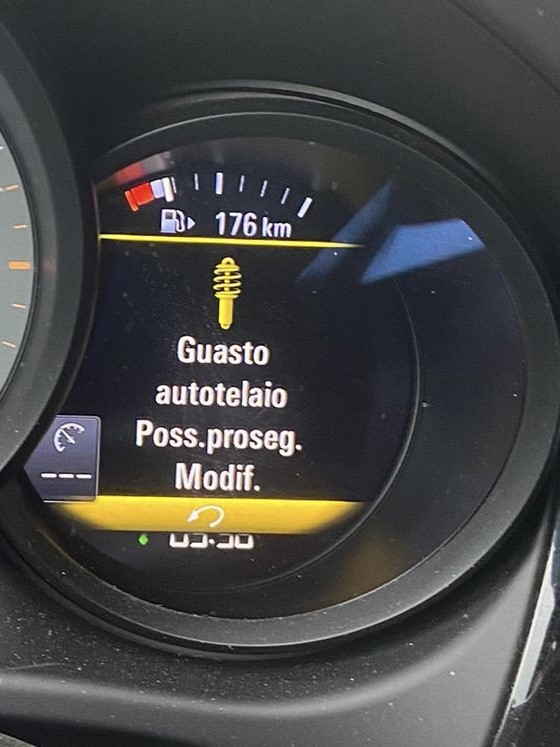 176 km
Guasto
autotelaio
Poss.proseg.
Modif.